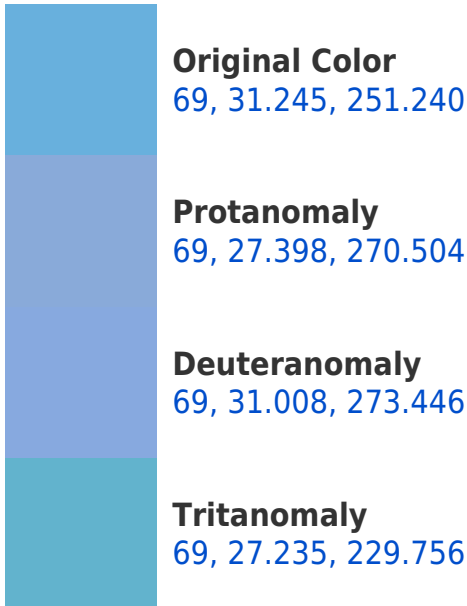 Original Color
69, 31.245, 251.240
Protanomaly
69, 27.398, 270.504
Deuteranomaly
69, 31.008, 273.446
Tritanomaly
69, 27.235, 229.756